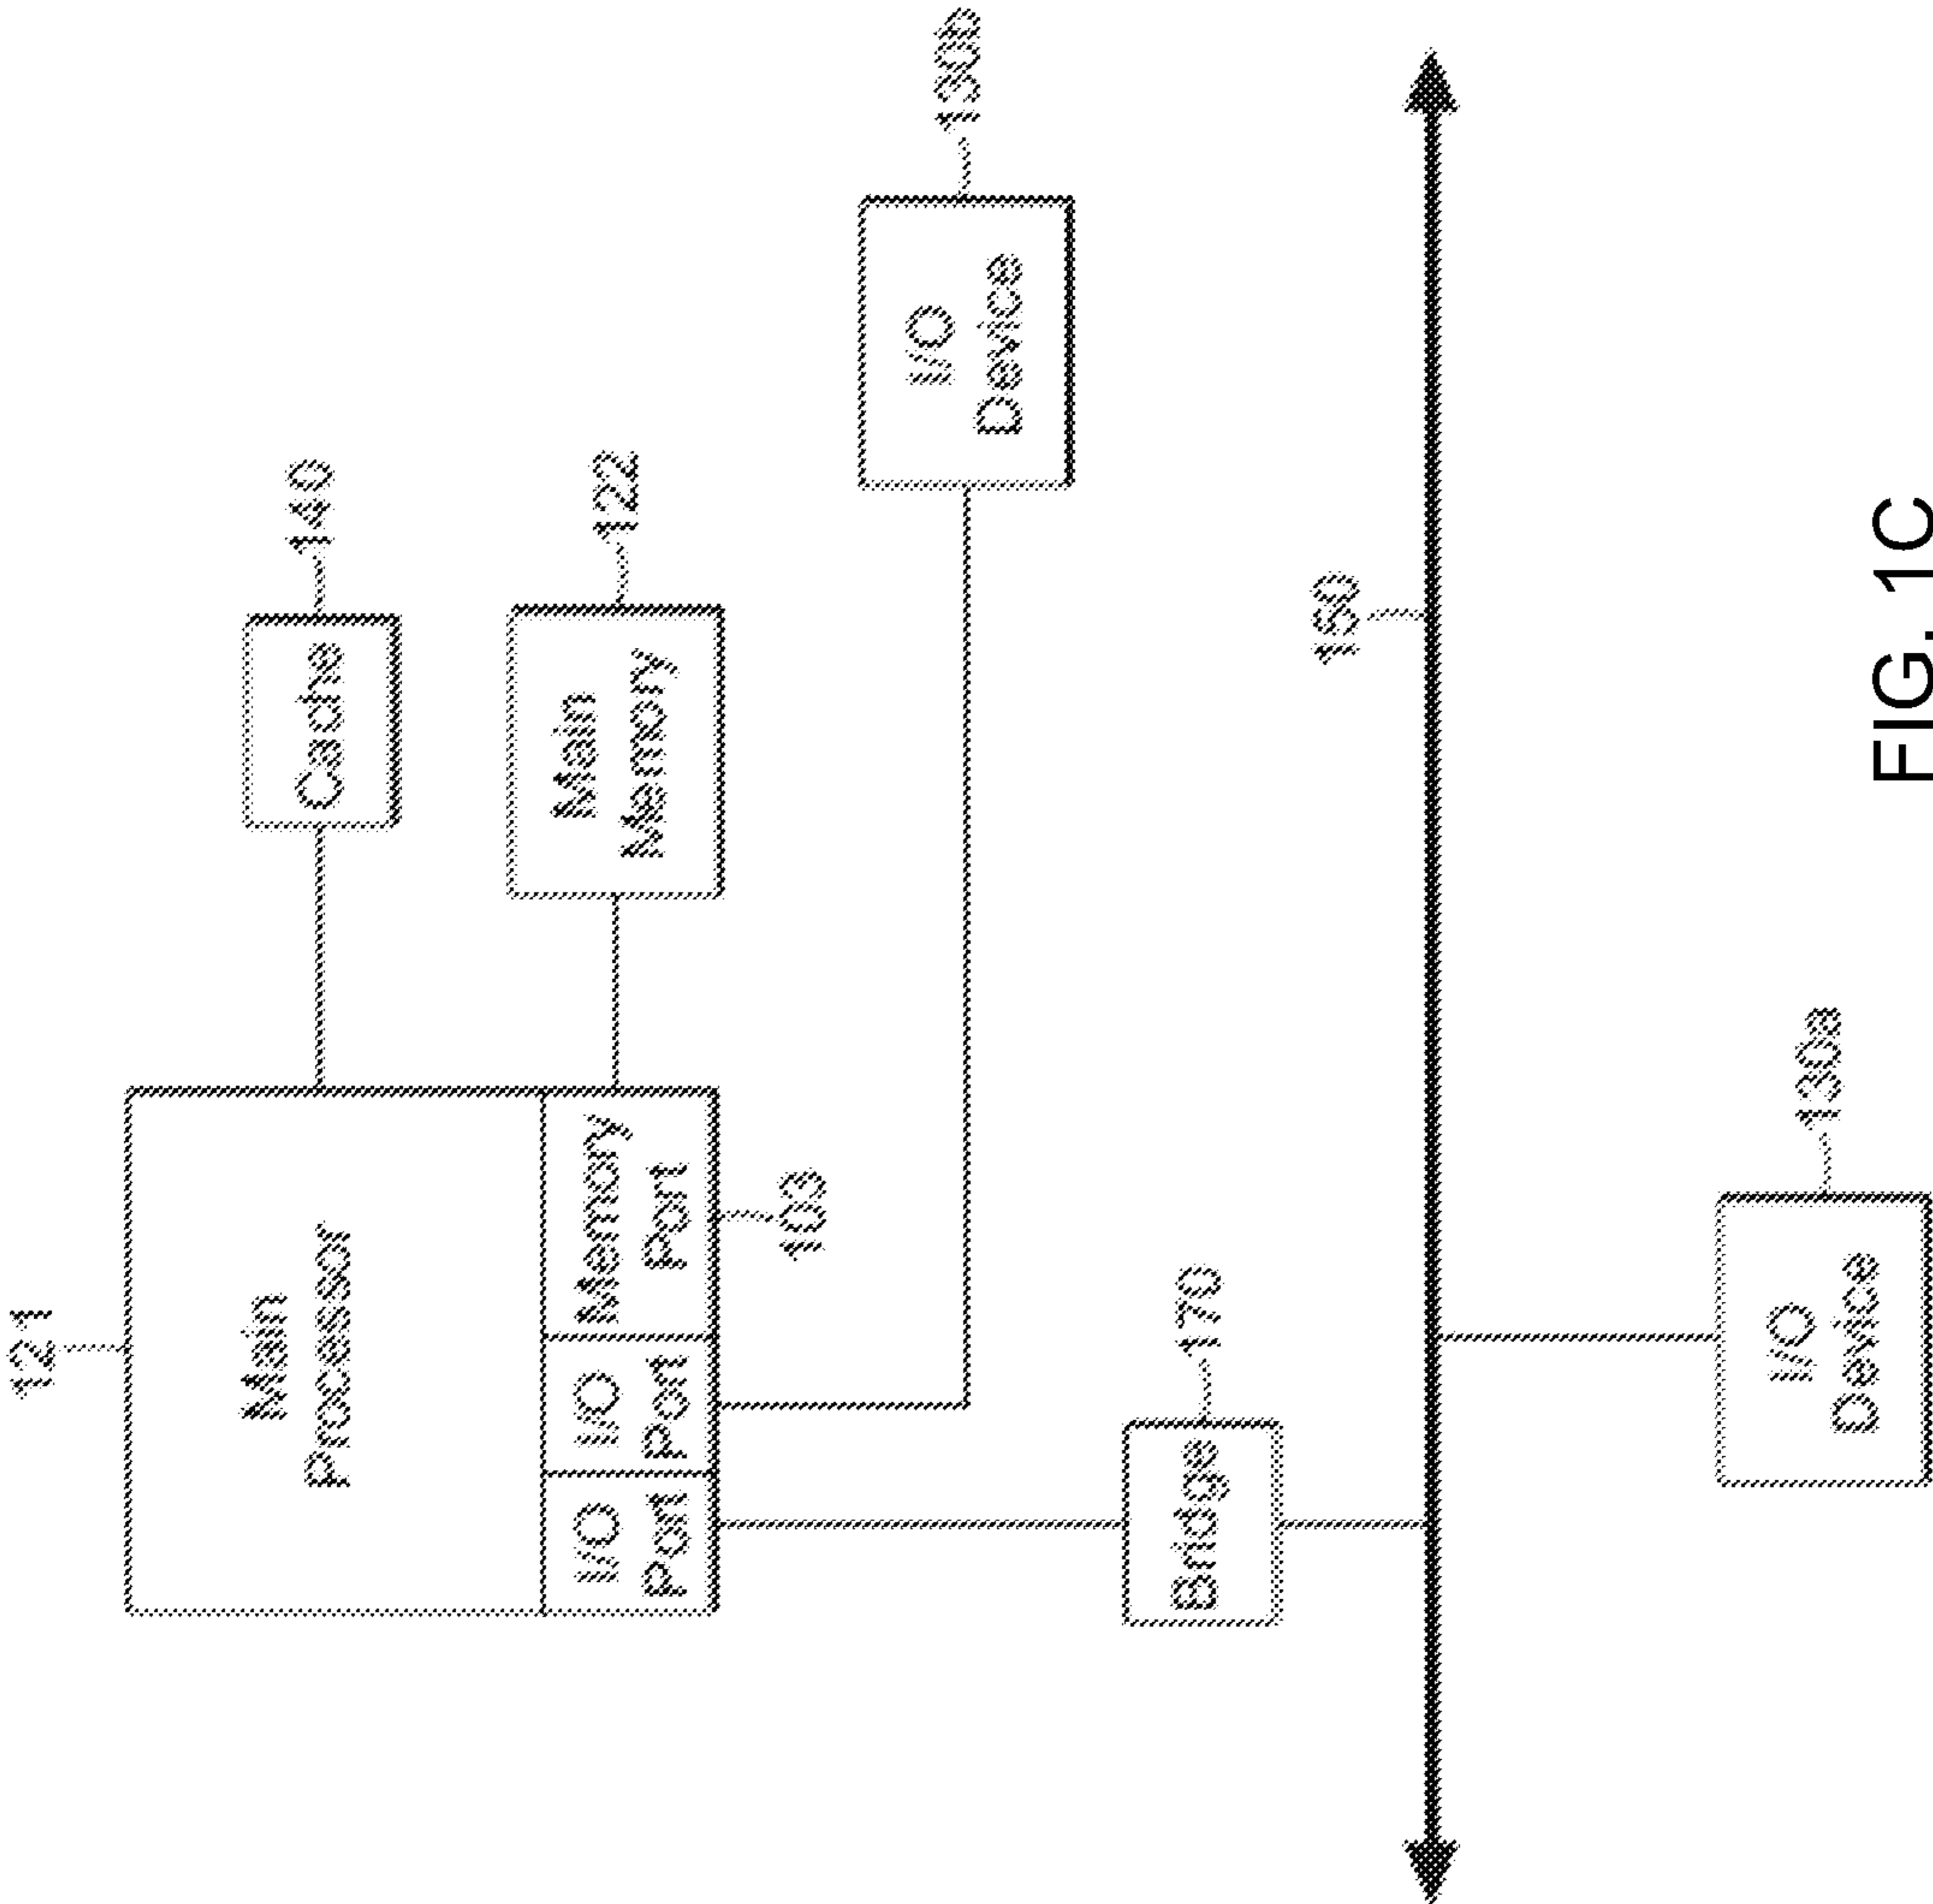 121
Main
Processor
Cache
140
I/O
Port
I/O
Port
Memory
Port
103
Main
Memory
122
I/O
Device
130b
Bridge
170
150
I/O
Device
130a
FIG. 1C